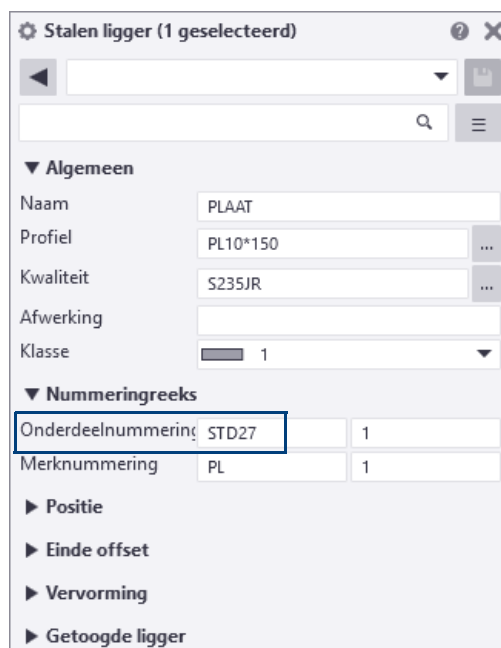 Stalen ligger (1 geselecteerd)
Algemeen
Naam PLAAT
Profiel PL10*150 ...
Kwaliteit S235JR ...
Afwerking
Klasse 1
Nummeringreeks
Onderdeelnummering STD27 1
Merknummering PL 1
Positie
Einde offset
Vervorming
Getoogde ligger